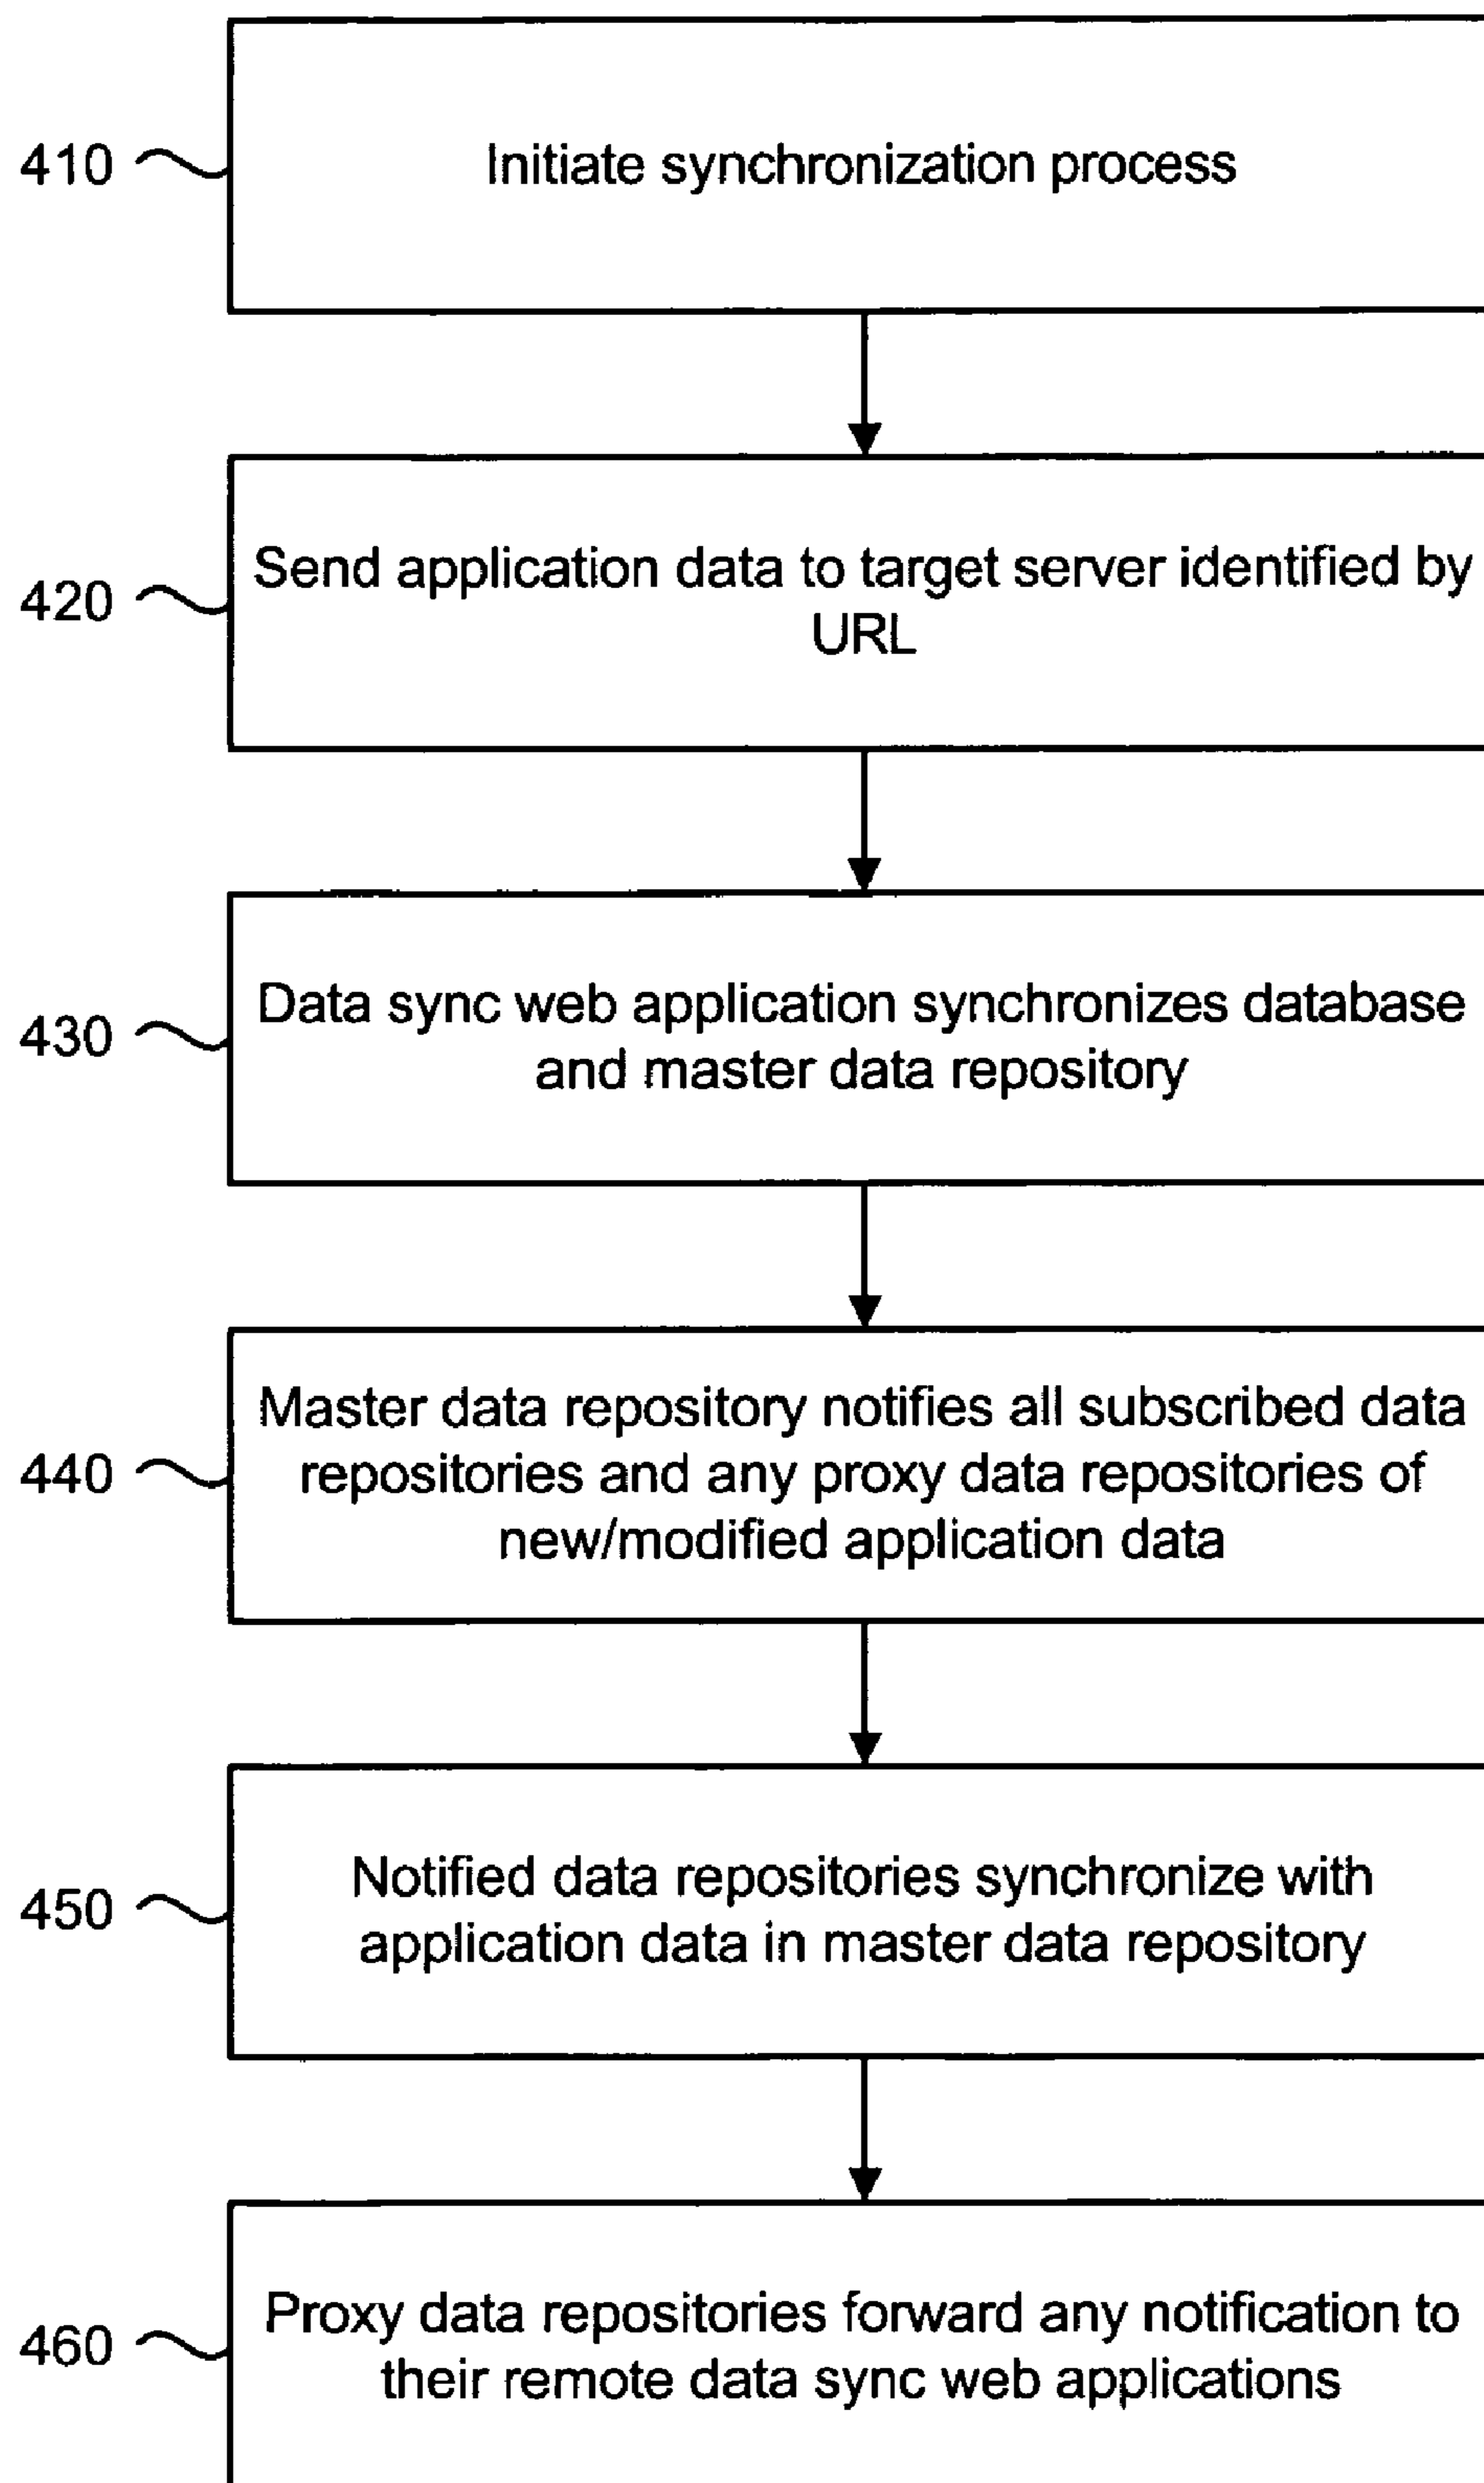 410
Initiate synchronization process
420
Send application data to target server identified by
URL
430
Data sync web application synchronizes database
and master data repository
440
Master data repository notifies all subscribed data
repositories and any proxy data repositories of
new/modified application data
450
Notified data repositories synchronize with
application data in master data repository
460
Proxy data repositories forward any notification to
their remote data sync web applications